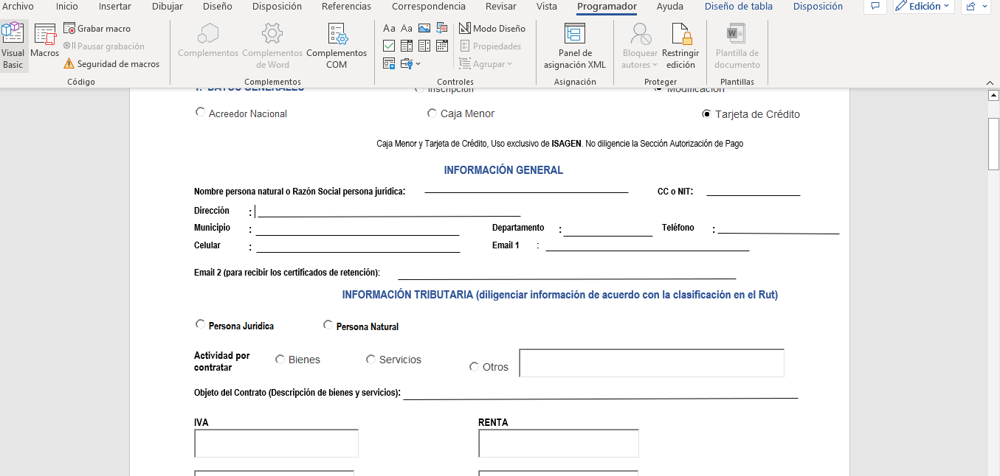 Archivo Inicio Insertar Dibujar Diseño Disposición Referencias Correspondencia Revisar Vista Programador Ayuda Diseño de tabla Disposición Edición
Visual Basic
Macros
Grabar macro
Pausar grabación
Seguridad de macros
Código
Complementos
Complementos de Word
Complementos COM
Complementos
Aa Aa
Modo Diseño
Propiedades
Agrupar
Controles
Panel de asignación XML
Asignación
Bloquear autores
Restringir edición
Proteger
Plantilla de documento
Plantillas
1. DATOS GENERALES Inscripción Modificación
Acreedor Nacional Caja Menor Tarjeta de Crédito
Caja Menor y Tarjeta de Crédito, Uso exclusivo de ISAGEN. No diligencie la Sección Autorización de Pago
INFORMACIÓN GENERAL
Nombre persona natural o Razón Social persona jurídica: CC o NIT:
Dirección :
Municipio : Departamento : Teléfono :
Celular : Email 1 :
Email 2 (para recibir los certificados de retención):
INFORMACIÓN TRIBUTARIA (diligenciar información de acuerdo con la clasificación en el Rut)
Persona Juridica Persona Natural
Actividad por contratar Bienes Servicios Otros
Objeto del Contrato (Descripción de bienes y servicios):
IVA RENTA